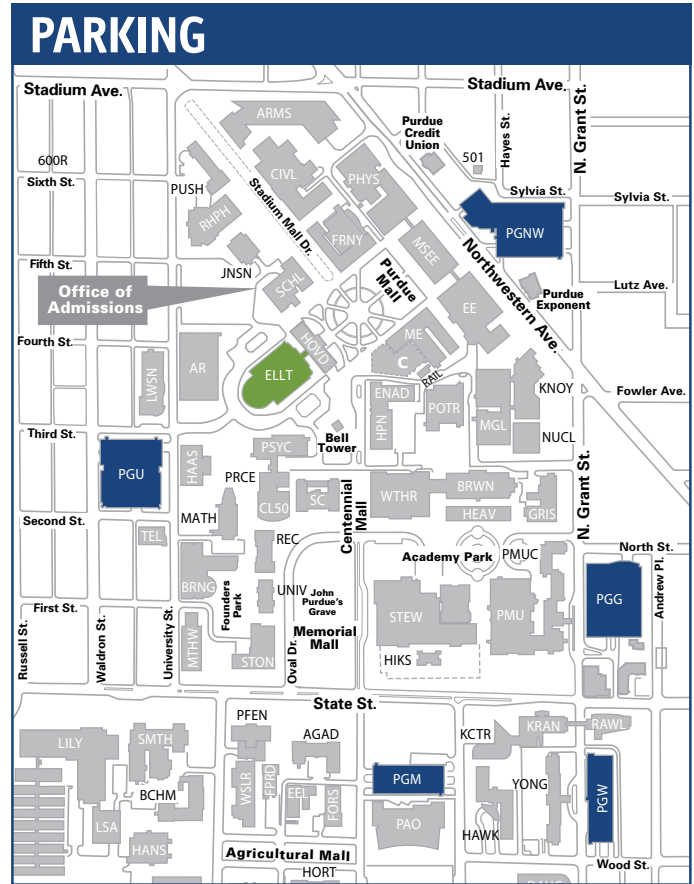 PARKING
Stadium Ave.
Stadium Ave.
ARMS
Purdue
Credit
Union
Hayes St.
N. Grant St.
600R
501
CIVL
PHYS
Sixth St.
PUSH
Stadium Mall Dr.
Sylvia St.
Sylvia St.
RHPH
FRNY
MSEE
PGNW
JNSN
Fifth St.
SCHL
Purdue
Mall
Northwestern Ave.
Office of
Admissions
EE
Purdue
Exponent
Lutz Ave.
Fourth St.
HOVD
ME
C
RAIL
AR
LWSN
ELLT
ENAD
POTR
KNOY
Fowler Ave.
HPN
MGL
NUCL
Third St.
PSYC
Bell
Tower
PGU
HAAS
PRCE
CL50
SC
Centennial
Mall
WTHR
BRWN
HEAV
GRIS
N. Grant St.
MATH
Second St.
TEL
REC
Academy Park
PMUC
North St.
BRNG
Founders
Park
UNIV
John
Purdue's
Grave
STEW
PMU
PGG
Andrew Pl.
First St.
Russell St.
Waldron St.
University St.
MTHW
STON
Oval Dr.
Memorial
Mall
HIKS
State St.
LILY
SMTH
PFEN
AGAD
KCTR
KRAN
RAWL
BCHM
WSLR
FPRD
EEL
FORS
PGM
YONG
PGW
LSA
HANS
PAO
HAWK
Agricultural Mall
HORT
Wood St.